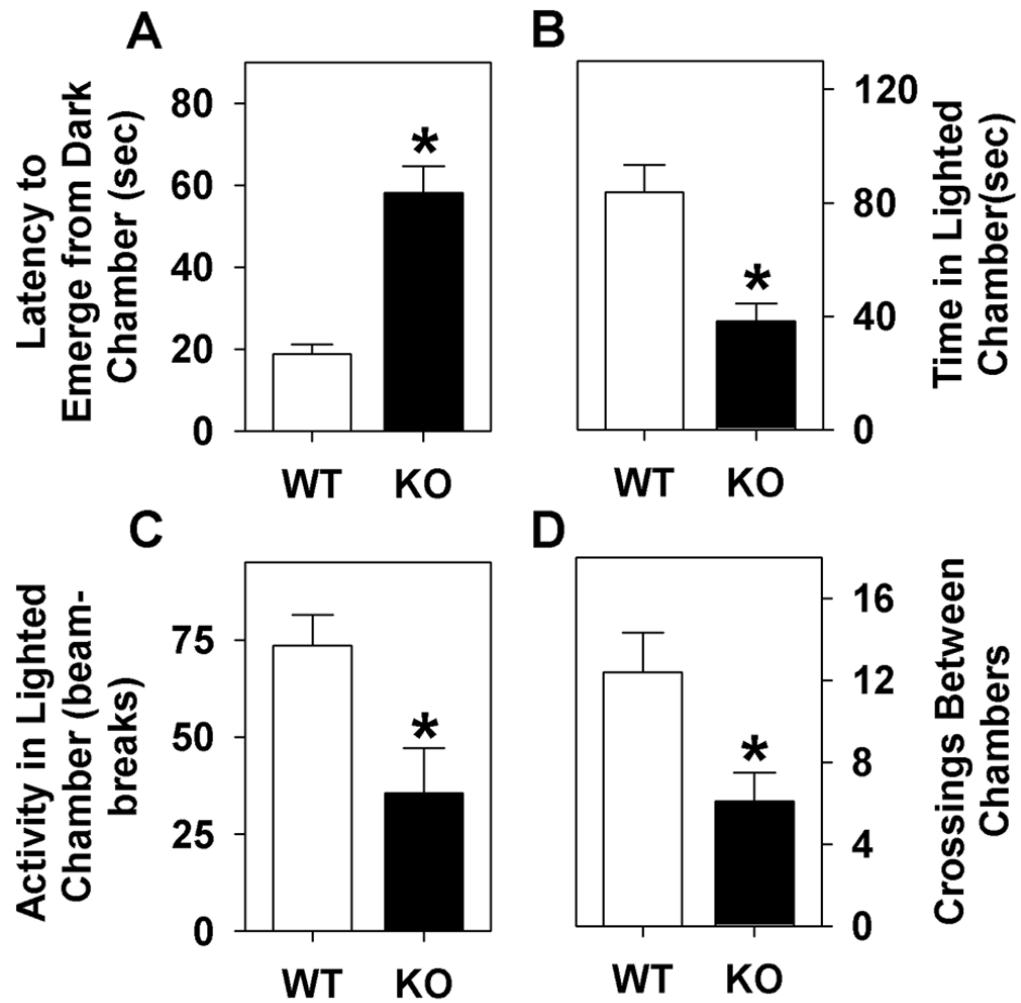 A
Latency to
Emerge from Dark
Chamber (sec)
80
60
40
20
0
*
WT KO
B
*
120
80
40
0
Time in Lighted
Chamber(sec)
WT KO
C
Activity in Lighted
Chamber (beam-
breaks)
75
50
25
0
*
WT KO
D
*
16
12
8
4
0
Crossings Between
Chambers
WT KO